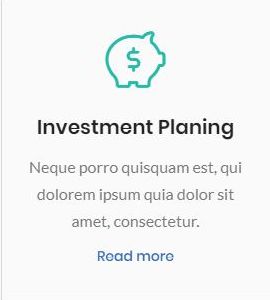 $
Investment Planing
Neque porro quisquam est, qui
dolorem ipsum quia dolor sit
amet, consectetur.
Read more